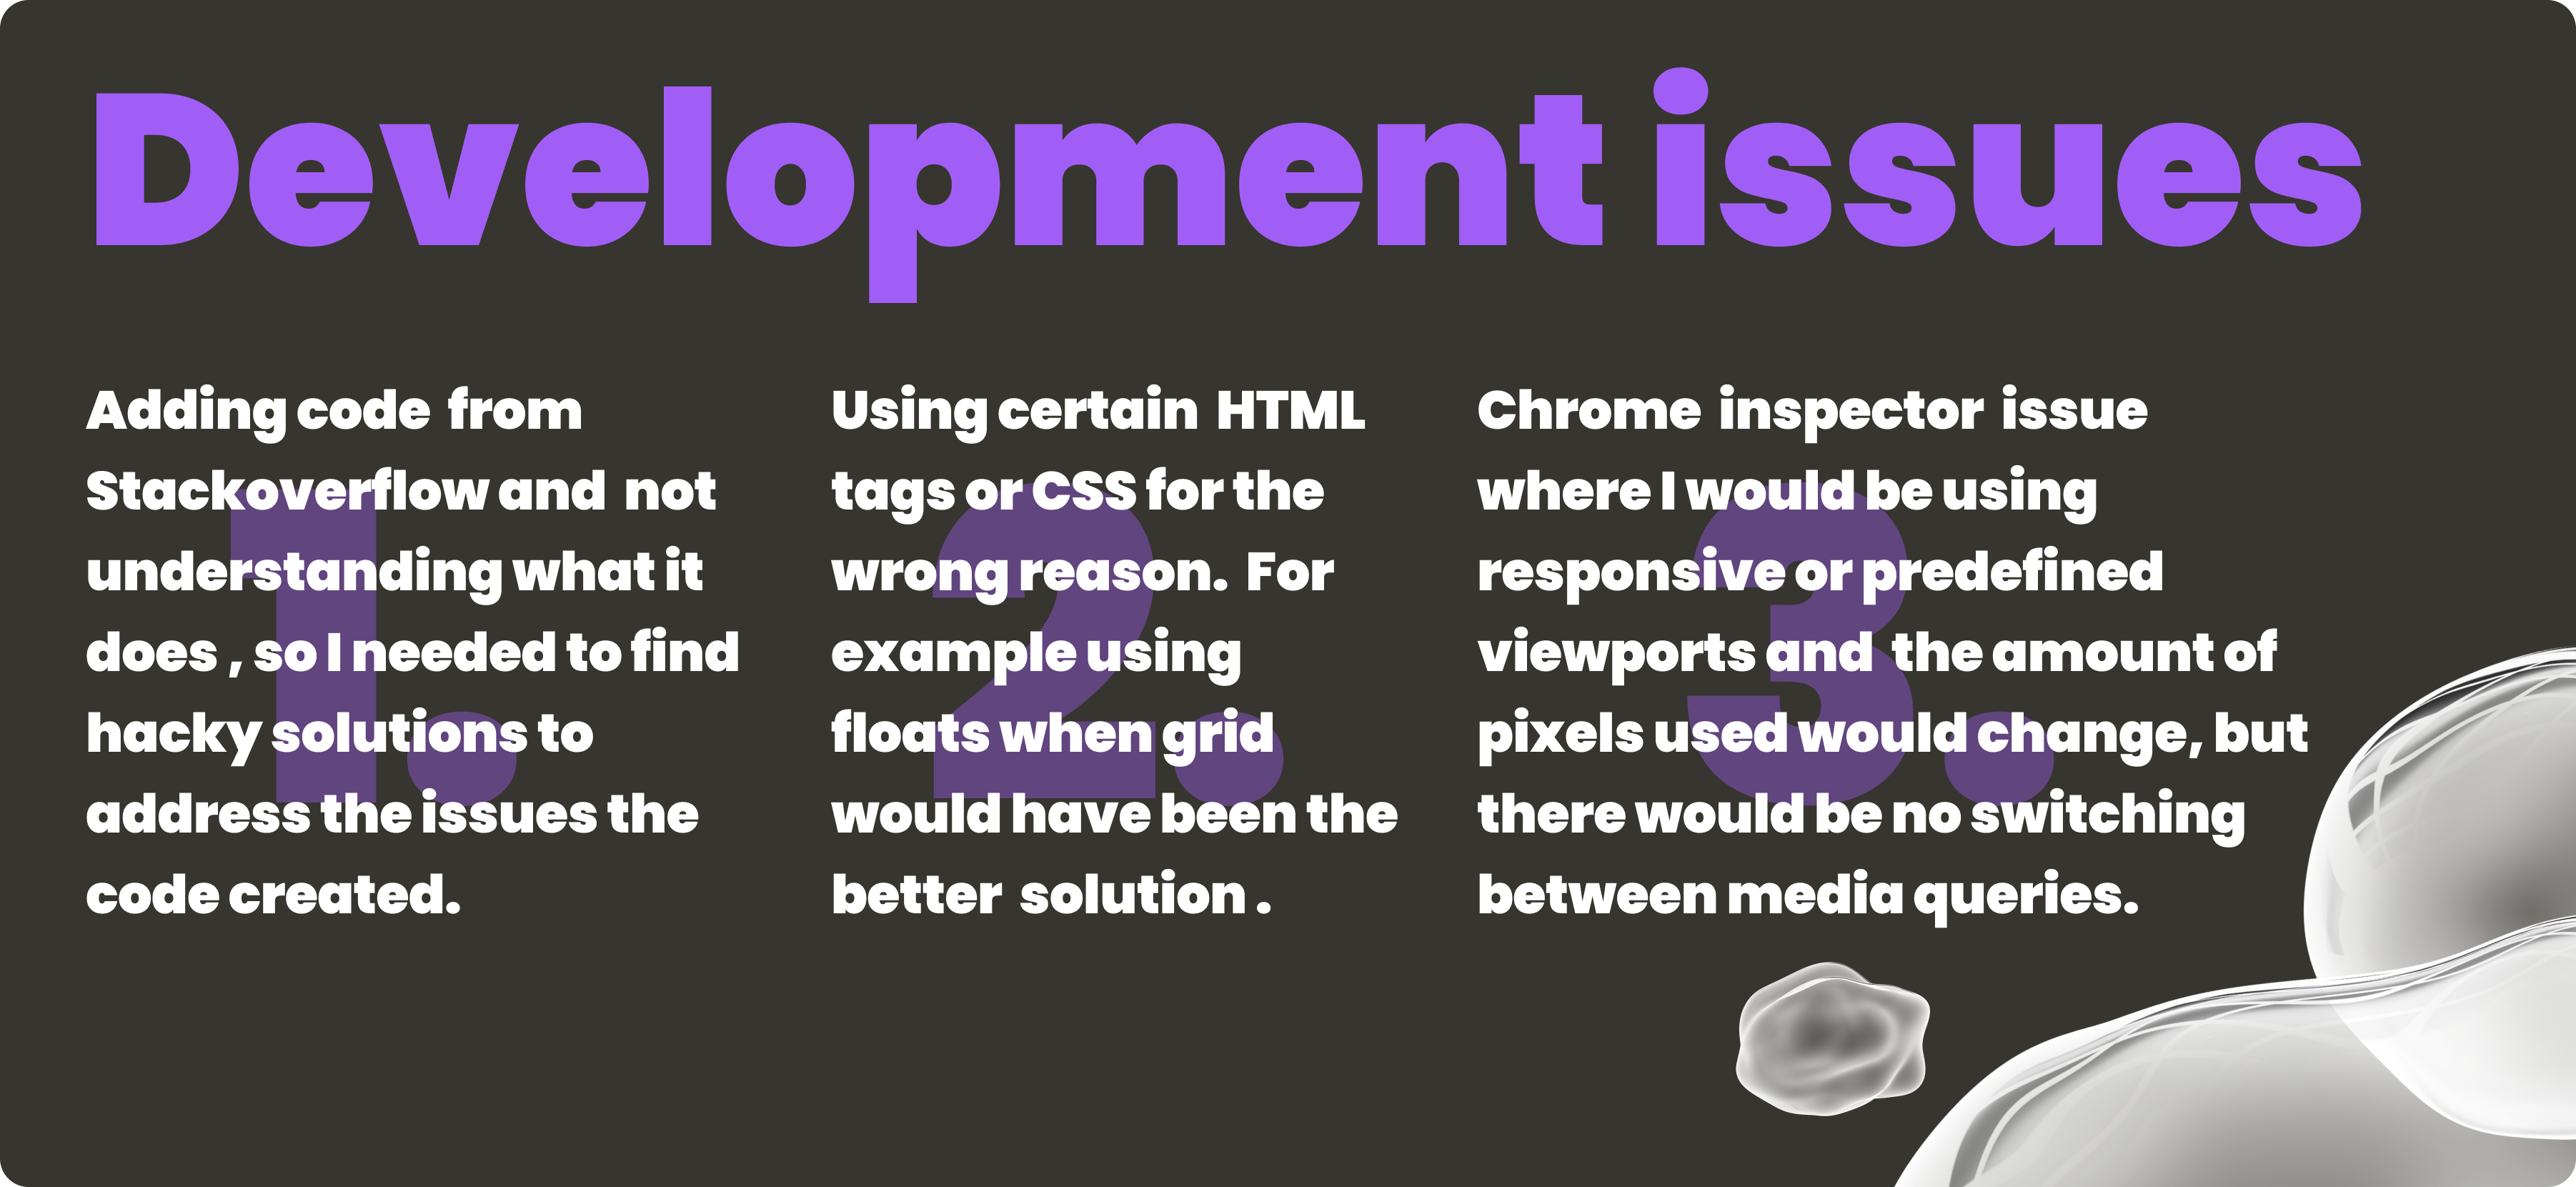 Development issues
1.
Adding code from
Stackoverflow and not
understanding what it
does , so I needed to find
hacky solutions to
address the issues the
code created.
2.
Using certain HTML
tags or CSS for the
wrong reason. For
example using
floats when grid
would have been the
better solution .
3.
Chrome inspector issue
where I would be using
responsive or predefined
viewports and the amount of
pixels used would change, but
there would be no switching
between media queries.